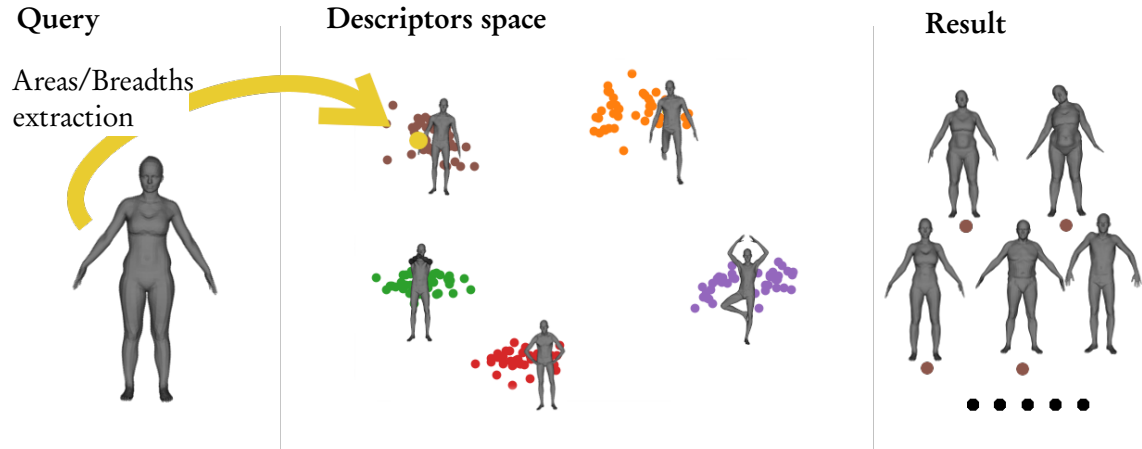 Query
Descriptors space
Result
Areas/Breadths
extraction